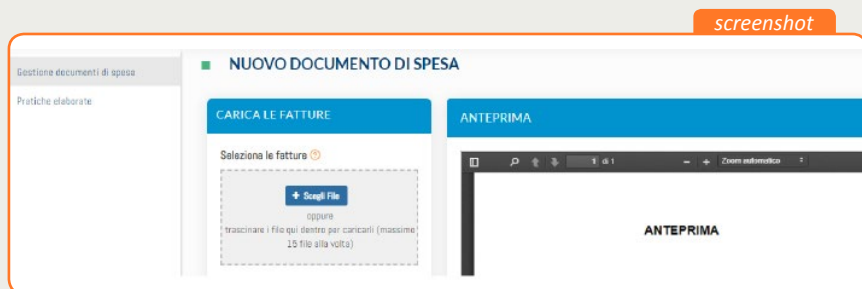 screenshot
Gestione documenti di spesa
Pratiche elaborate
NUOVO DOCUMENTO DI SPESA
CARICA LE FATTURE
Seleziona le fatture ?
+ Scegli File
oppure
trascinare i file qui dentro per caricarli (massimo
15 file alla volta)
ANTEPRIMA
1 di 1 − + Zoom automatico
ANTEPRIMA